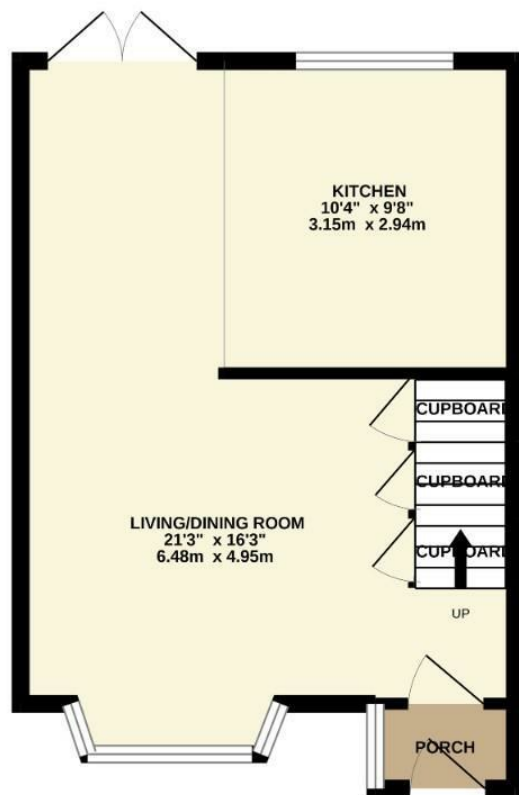 KITCHEN
10'4" x 9'8"
3.15m x 2.94m
CUPBOARD
CUPBOARD
LIVING/DINING ROOM
21'3" x 16'3"
6.48m x 4.95m
CUPBOARD
UP
PORCH